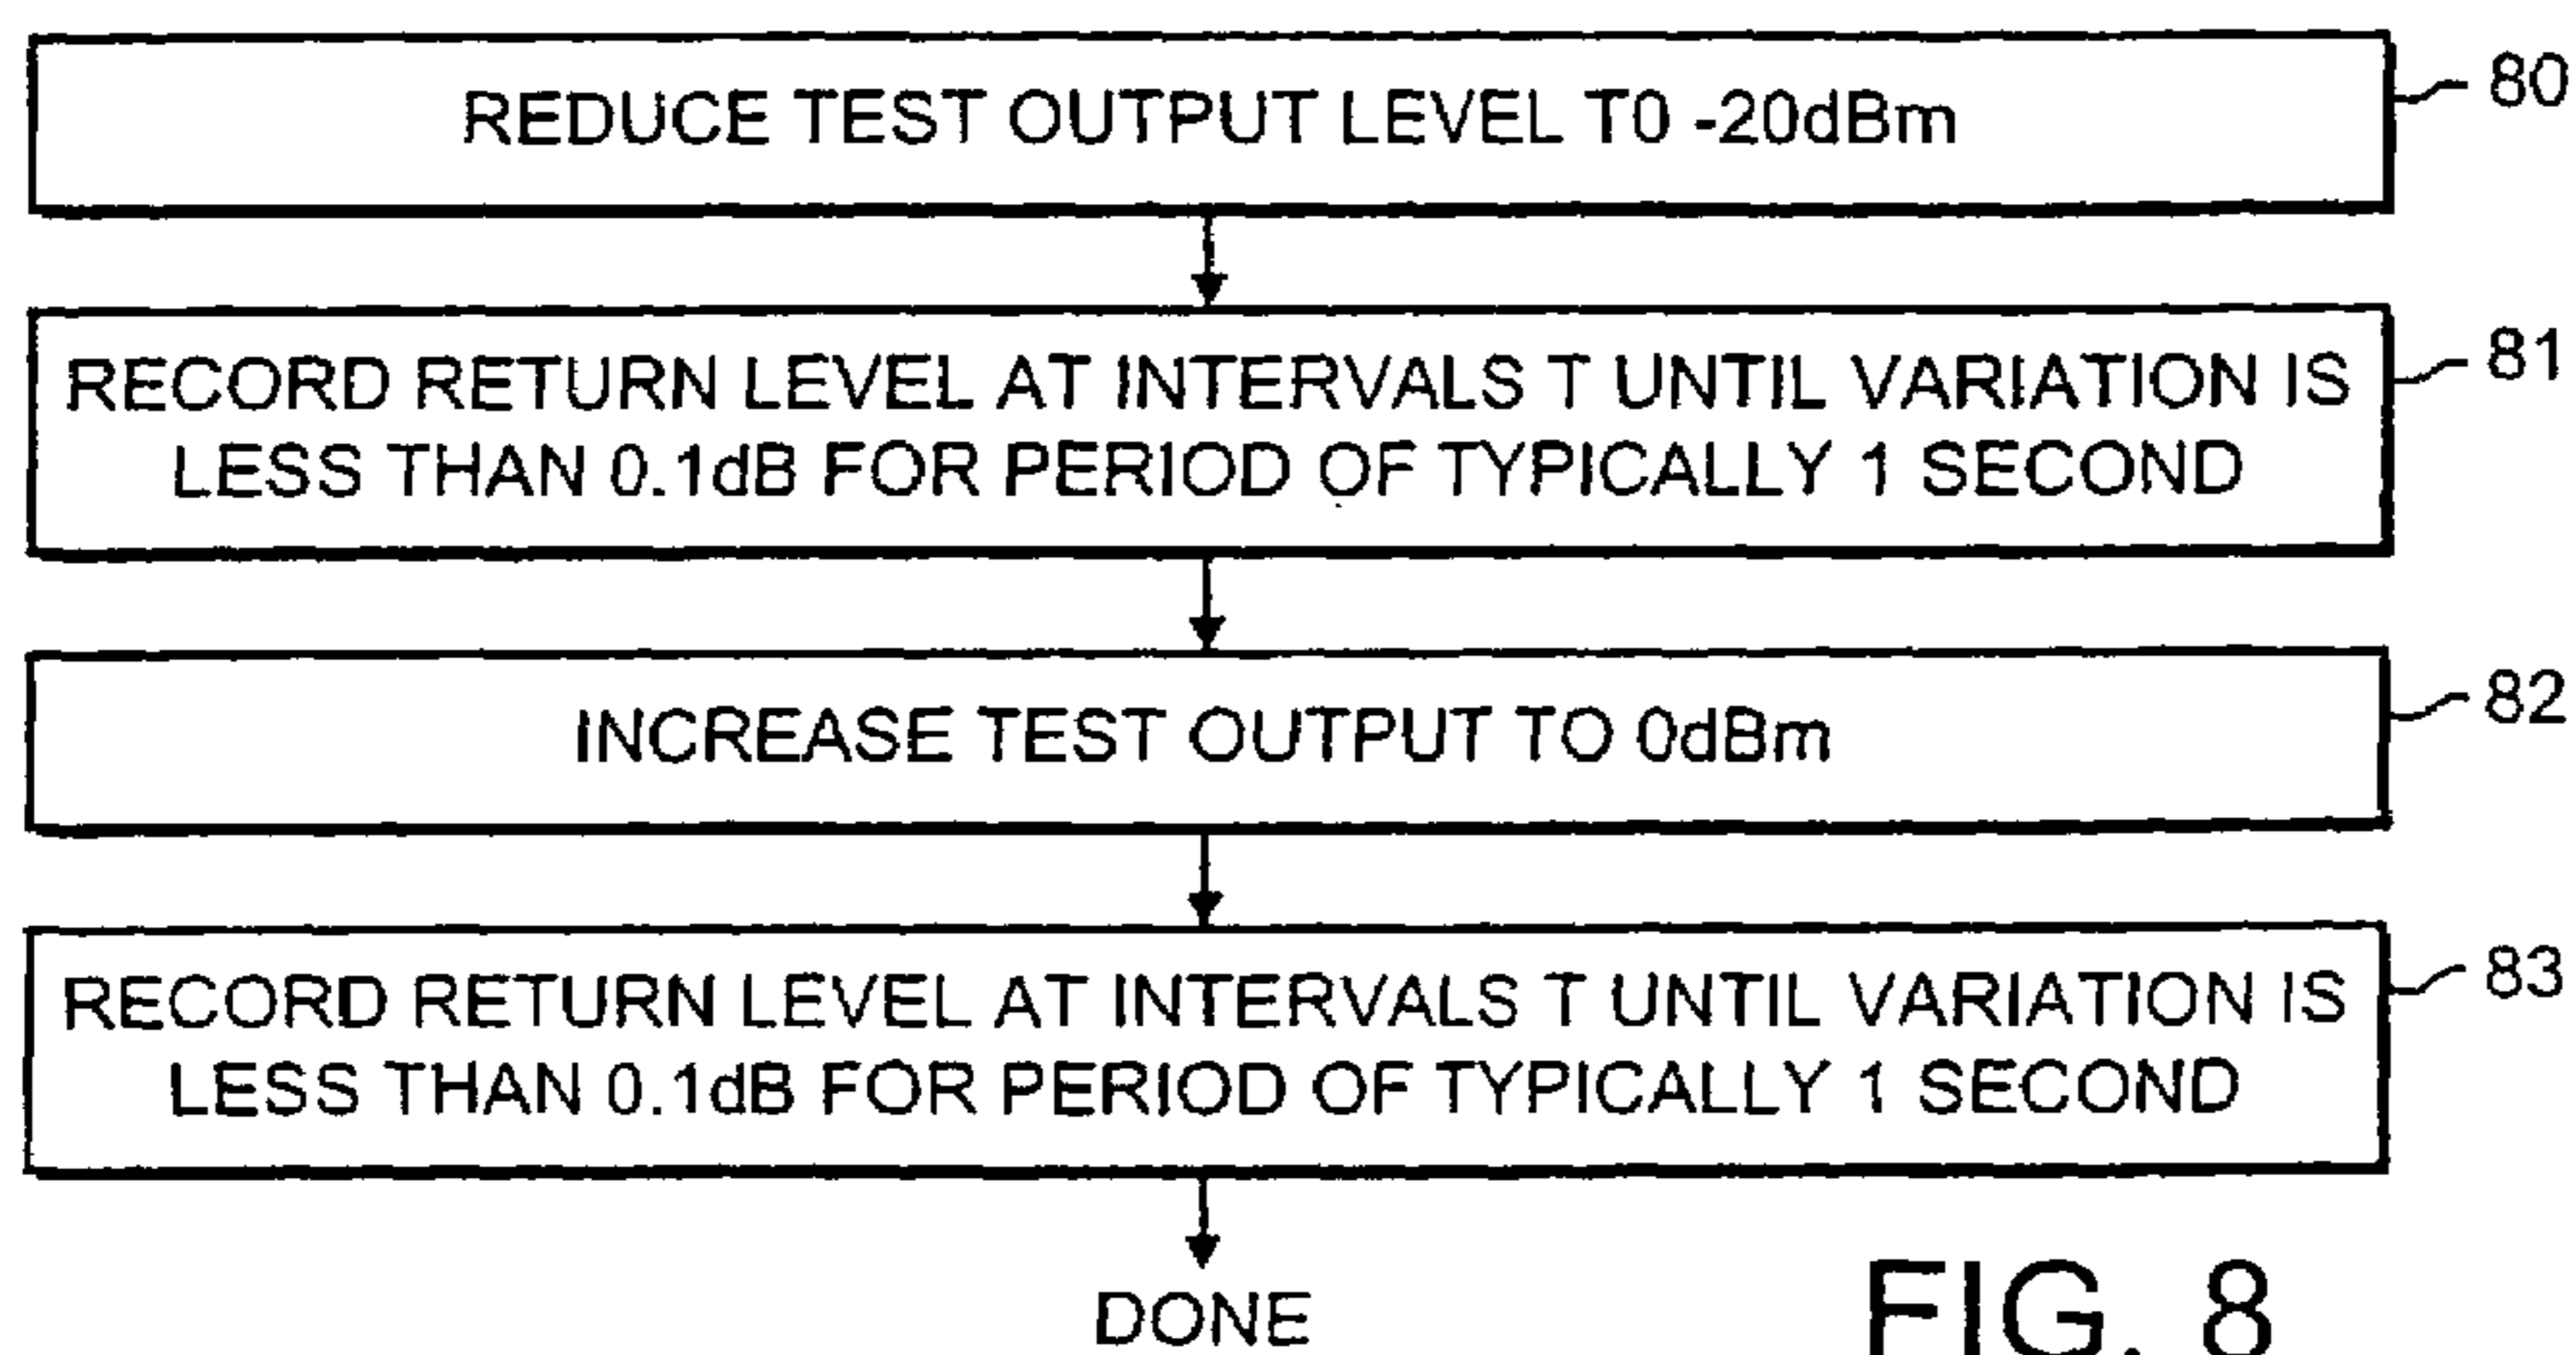 REDUCE TEST OUTPUT LEVEL T0 -20dBm
80
RECORD RETURN LEVEL AT INTERVALS T UNTIL VARIATION IS
LESS THAN 0.1dB FOR PERIOD OF TYPICALLY 1 SECOND
81
INCREASE TEST OUTPUT TO 0dBm
82
RECORD RETURN LEVEL AT INTERVALS T UNTIL VARIATION IS
LESS THAN 0.1dB FOR PERIOD OF TYPICALLY 1 SECOND
83
DONE
FIG. 8